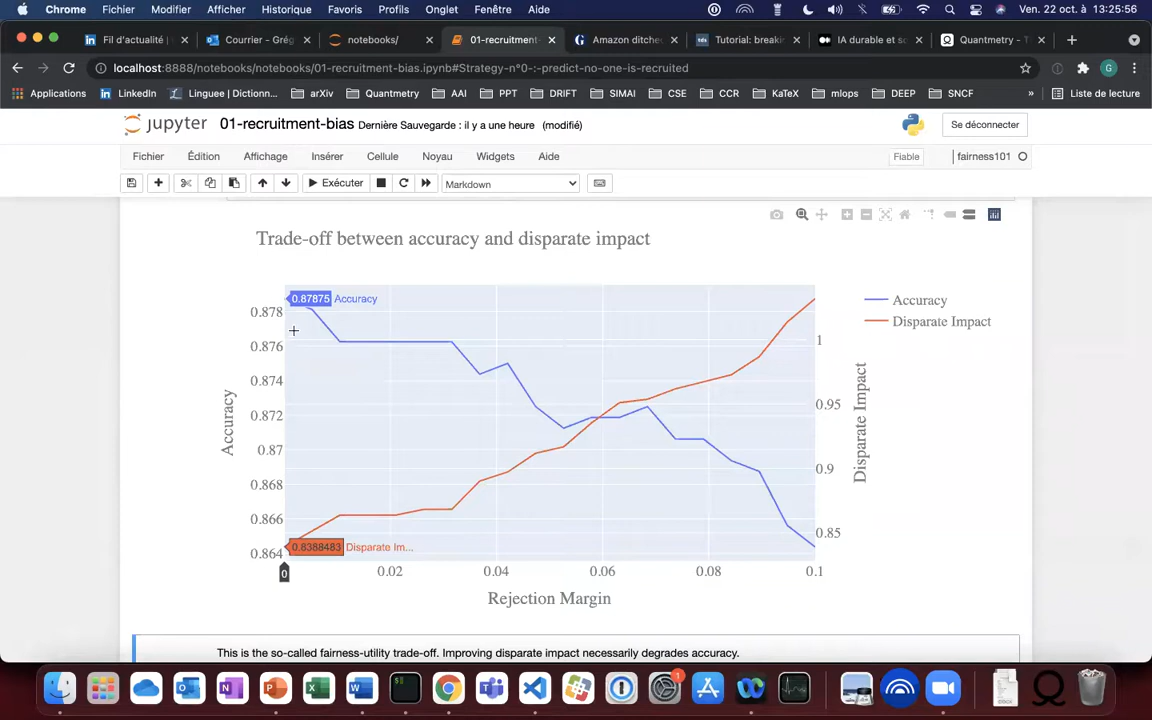 Chrome Fichier Modifier Afficher Historique Favoris Profils Onglet Fenêtre Aide Ven. 22 oct. à 13:25:56
Fil d'actualité | Courrier - Grég notebooks/ 01-recruitment- Amazon ditche Tutorial: breaki IA durable et so Quantmetry - T
localhost:8888/notebooks/notebooks/01-recruitment-bias.ipynb#Strategy-n°0-:-predict-no-one-is-recruited
Applications LinkedIn Linguee | Dictionn... arXiv Quantmetry AAI PPT DRIFT SIMAI CSE CCR KaTeX mlops DEEP SNCF » Liste de lecture
jupyter 01-recruitment-bias Dernière Sauvegarde : il y a une heure (modifié) Se déconnecter
Fichier Édition Affichage Insérer Cellule Noyau Widgets Aide Fiable fairness101
Exécuter Markdown
Trade-off between accuracy and disparate impact
0.87875 Accuracy
Accuracy
Disparate Impact
0.878
0.876
0.874
0.872
0.87
0.868
0.866
0.864
Accuracy
1
0.95
0.9
0.85
Disparate Impact
0.8388483 Disparate Im...
0 0.02 0.04 0.06 0.08 0.1
Rejection Margin
This is the so-called fairness-utility trade-off. Improving disparate impact necessarily degrades accuracy.